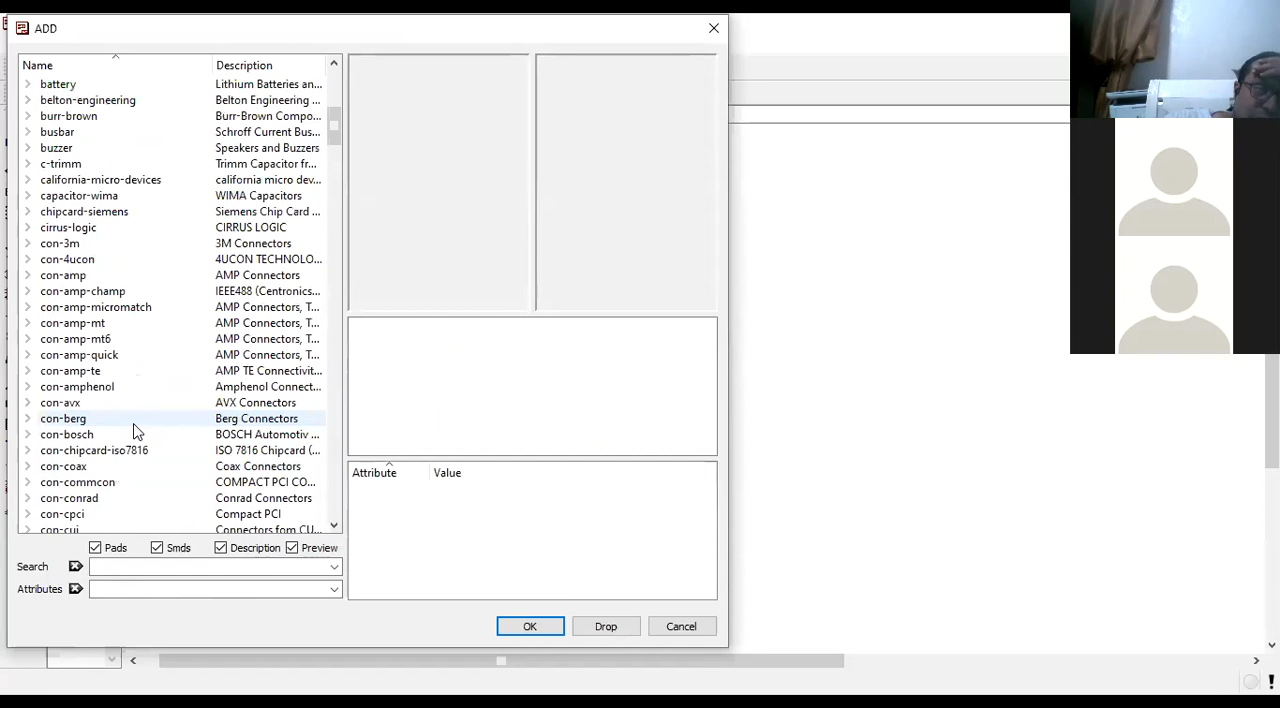 ADD
Name Description
battery Lithium Batteries an...
belton-engineering Belton Engineering ...
burr-brown Burr-Brown Compo...
busbar Schroff Current Bus...
buzzer Speakers and Buzzers
c-trimm Trimm Capacitor fr...
california-micro-devices california micro dev...
capacitor-wima WIMA Capacitors
chipcard-siemens Siemens Chip Card ...
cirrus-logic CIRRUS LOGIC
con-3m 3M Connectors
con-4ucon 4UCON TECHNOLO...
con-amp AMP Connectors
con-amp-champ IEEE488 (Centronics...
con-amp-micromatch AMP Connectors, T...
con-amp-mt AMP Connectors, T...
con-amp-mt6 AMP Connectors, T...
con-amp-quick AMP Connectors, T...
con-amp-te AMP TE Connectivit...
con-amphenol Amphenol Connect...
con-avx AVX Connectors
con-berg Berg Connectors
con-bosch BOSCH Automotiv ...
con-chipcard-iso7816 ISO 7816 Chipcard (...
con-coax Coax Connectors
con-commcon COMPACT PCI CO...
con-conrad Conrad Connectors
con-cpci Compact PCI
con-cui Connectors fom CU...
Pads Smds Description Preview
Search
Attributes
Attribute Value
OK Drop Cancel